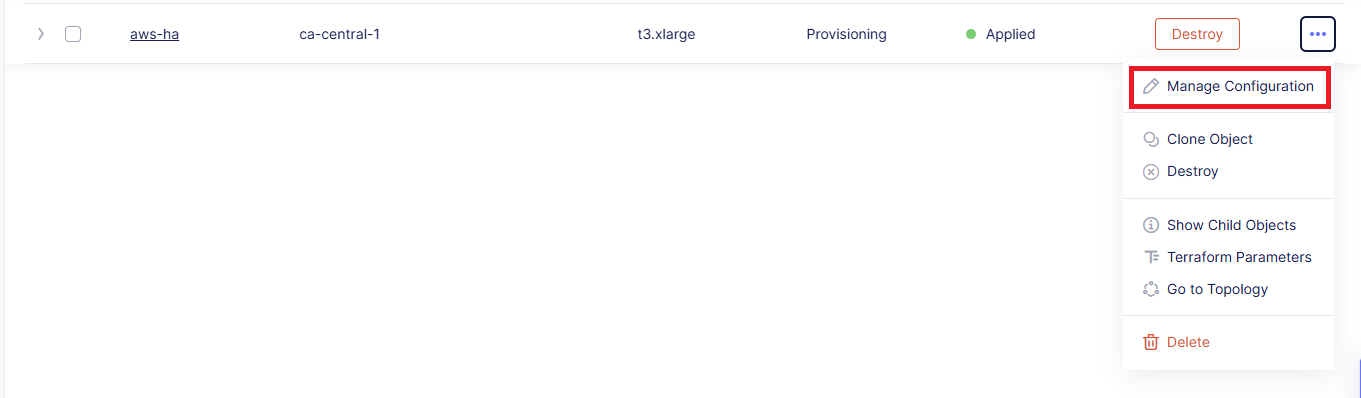 aws-ha ca-central-1 t3.xlarge Provisioning Applied Destroy
Manage Configuration
Clone Object
Destroy
Show Child Objects
Terraform Parameters
Go to Topology
Delete